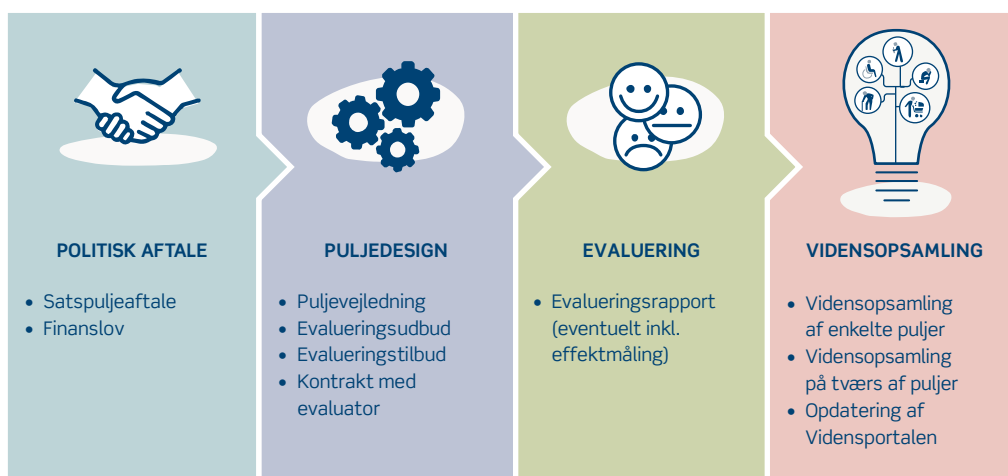 POLITISK AFTALE
• Satspuljeaftale
• Finanslov
PULJEDESIGN
• Puljevejledning
• Evalueringsudbud
• Evalueringstilbud
• Kontrakt med
evaluator
EVALUERING
• Evalueringsrapport
(eventuelt inkl.
effektmåling)
VIDENSOPSAMLING
• Vidensopsamling
af enkelte puljer
• Vidensopsamling
på tværs af puljer
• Opdatering af
Vidensportalen